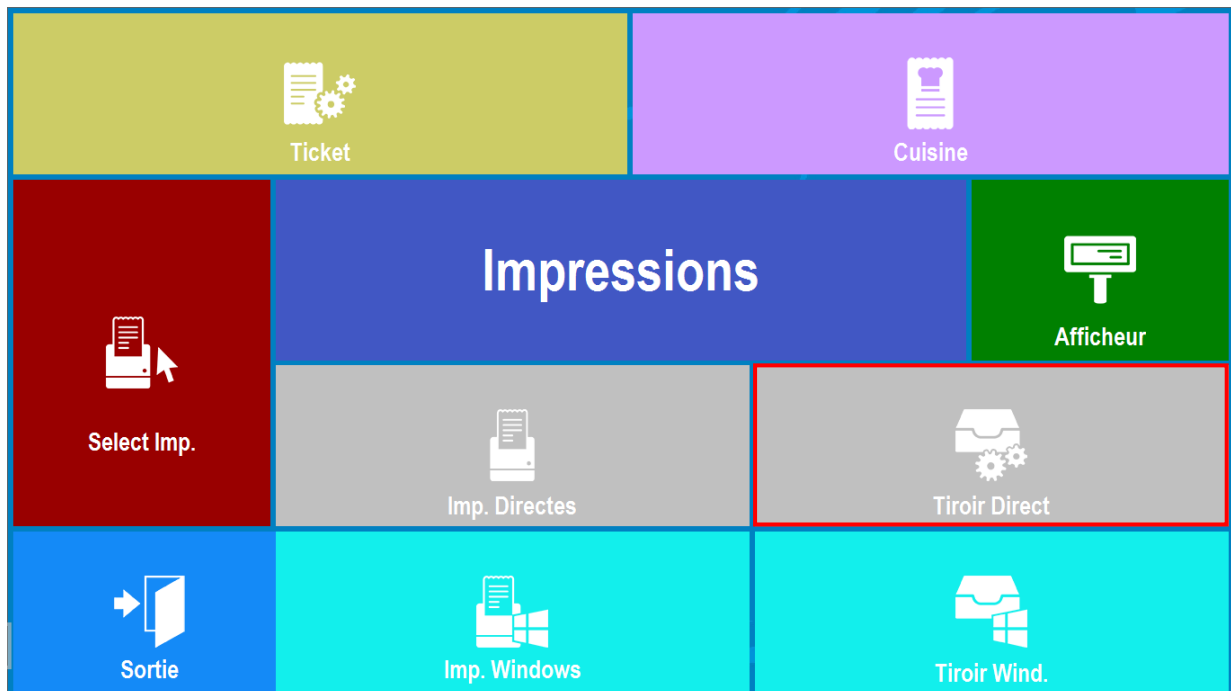 Ticket
Cuisine
Impressions
Afficheur
Select Imp.
Imp. Directes
Tiroir Direct
Sortie
Imp. Windows
Tiroir Wind.